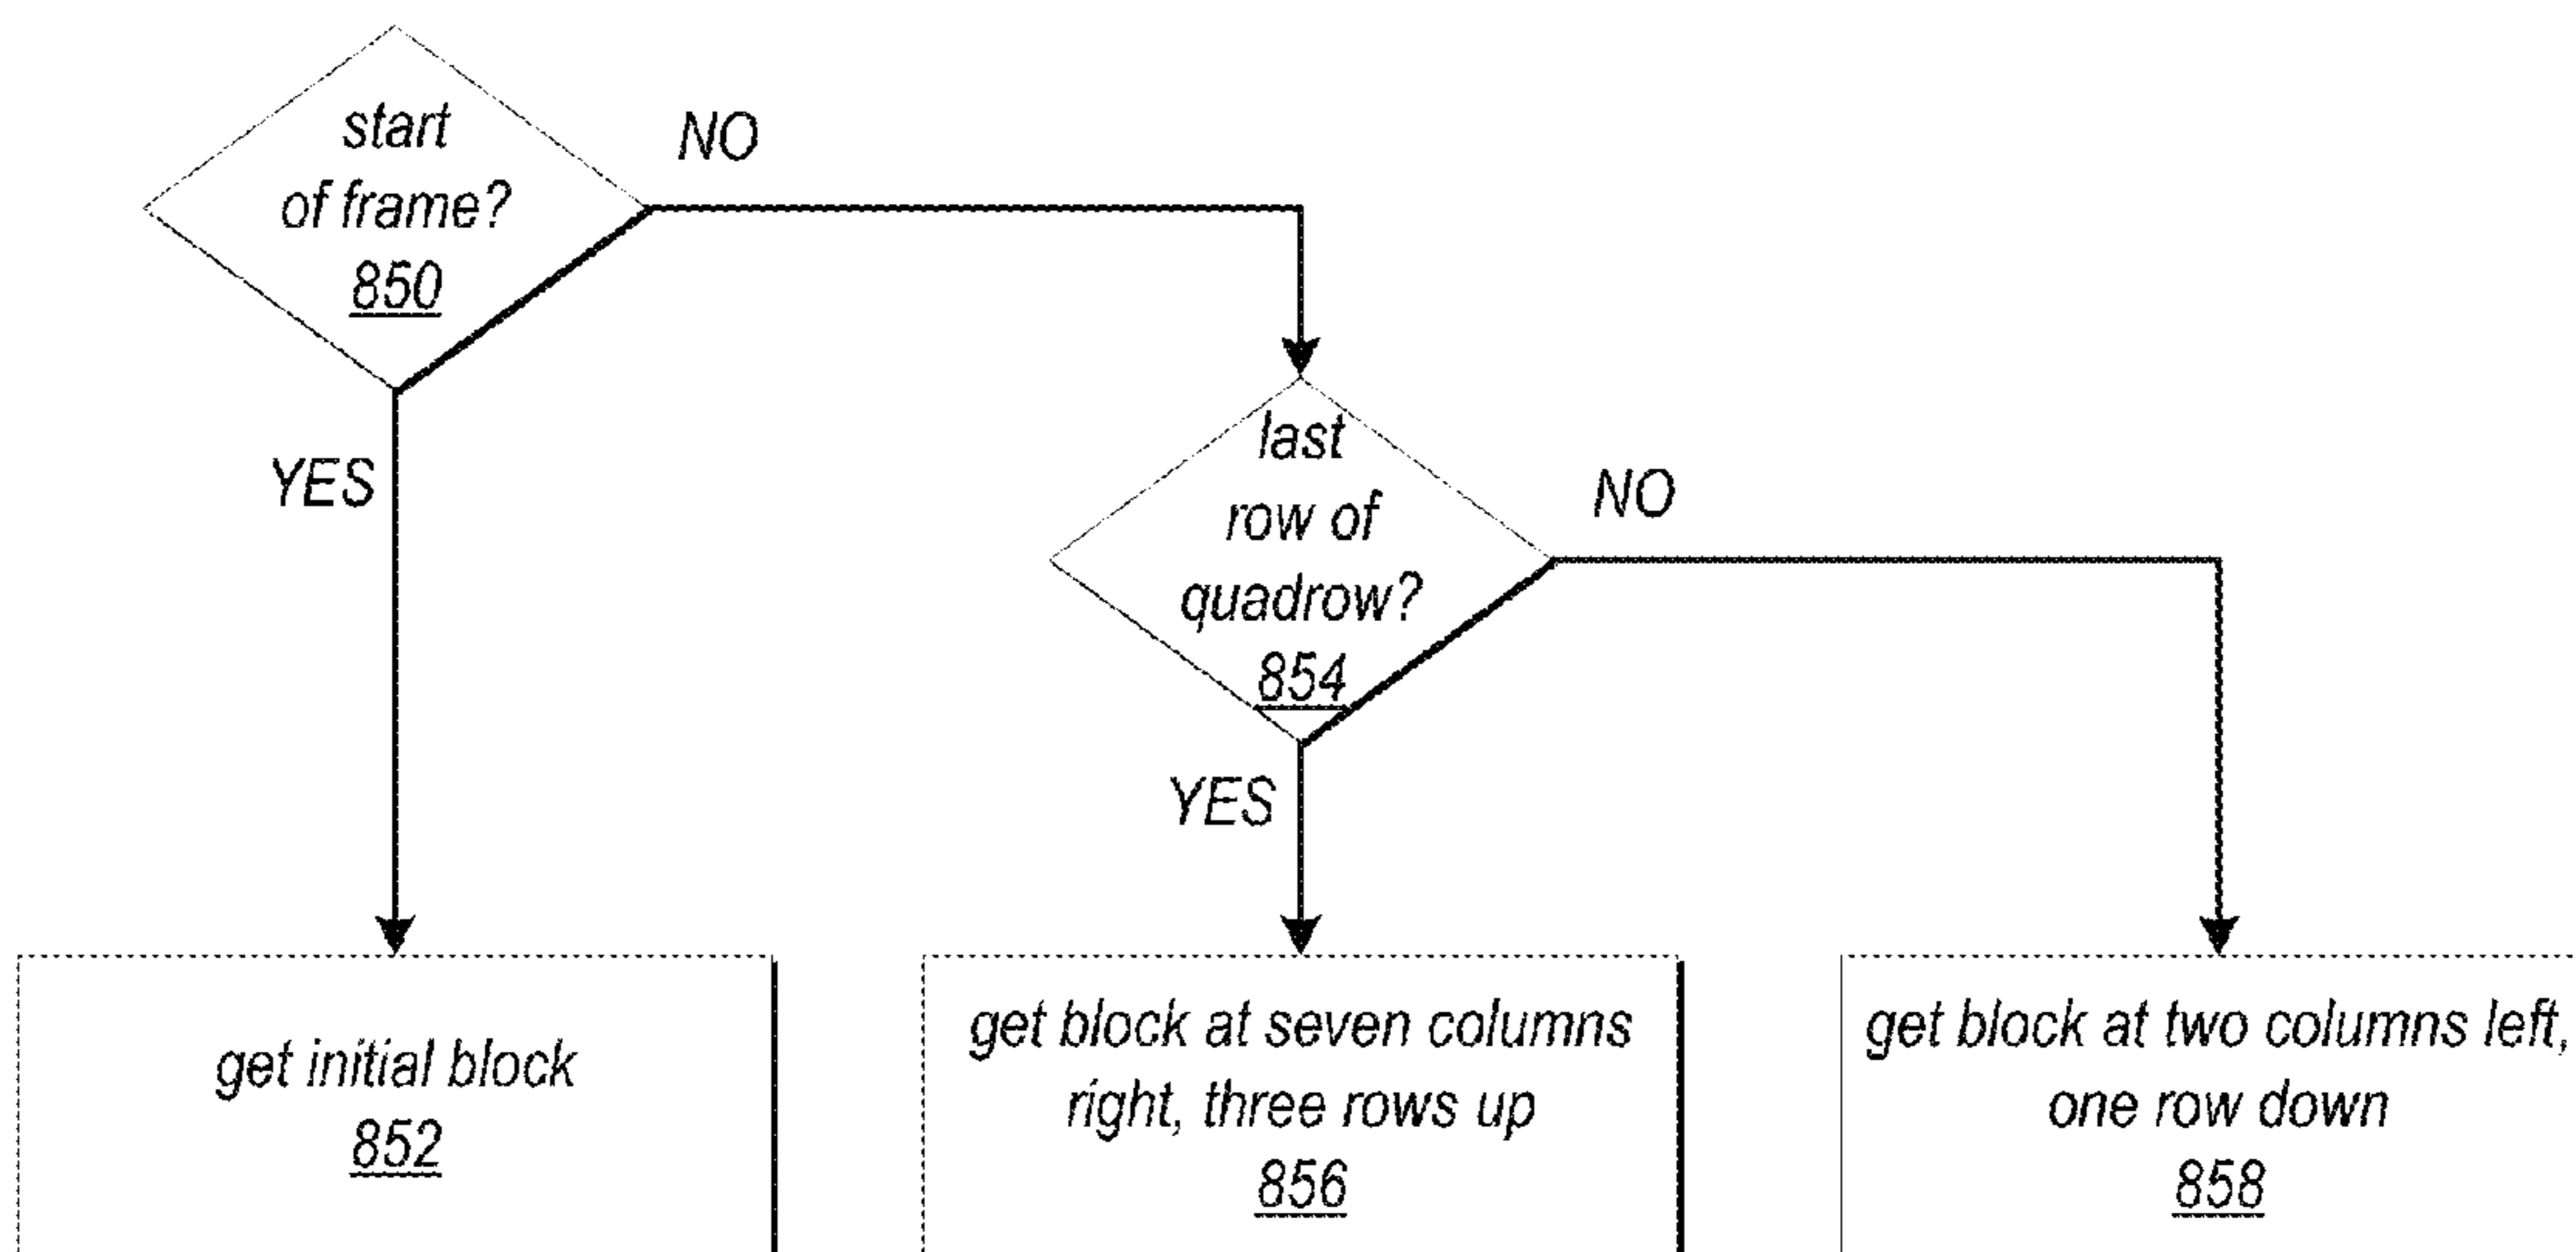 start
of frame?
850
NO
YES
last
row of
quadrow?
854
NO
YES
get initial block
852
get block at seven columns
right, three rows up
856
get block at two columns left,
one row down
858